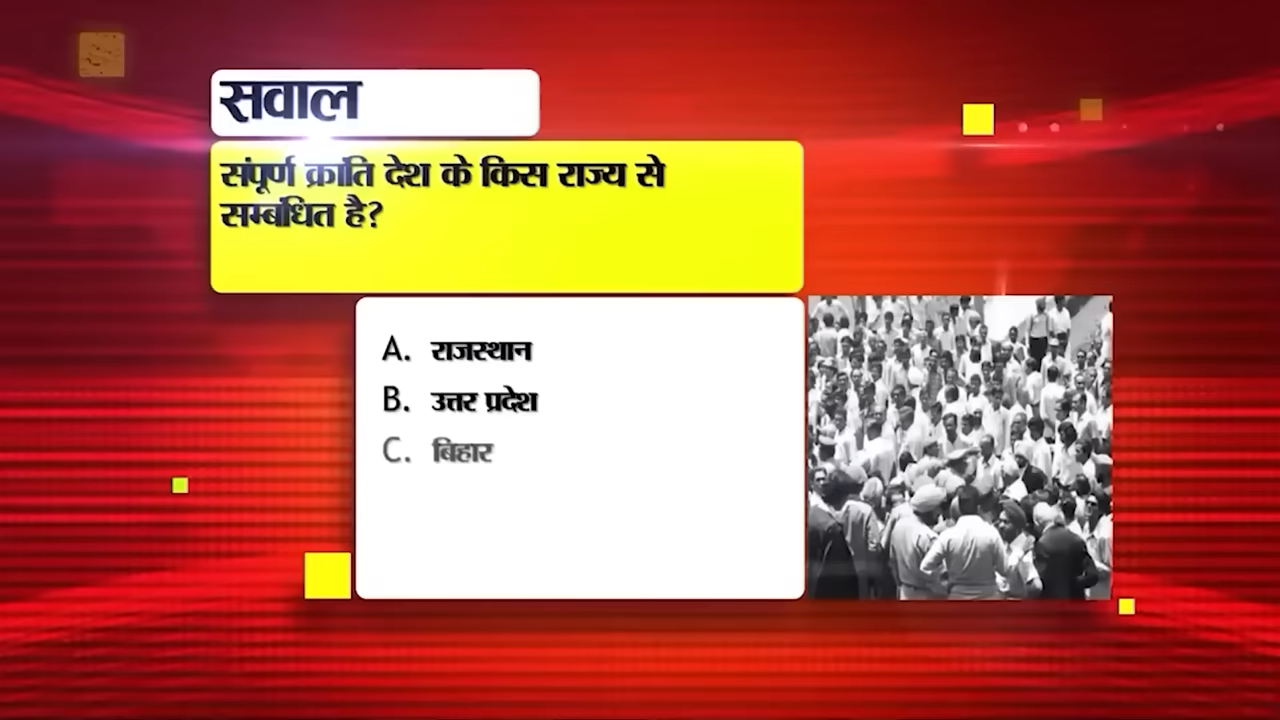 सवाल
संपूर्ण क्रांति देश के किस राज्य से
सम्बंधित है?
A. राजस्थान
B. उत्तर प्रदेश
C. बिहार